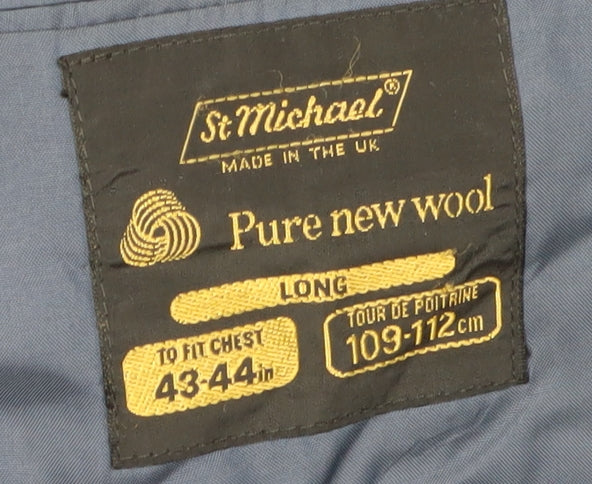 St Michael®
MADE IN THE UK
Pure new wool
LONG
TO FIT CHEST
43-44in
TOUR DE POITRINE
109-112cm